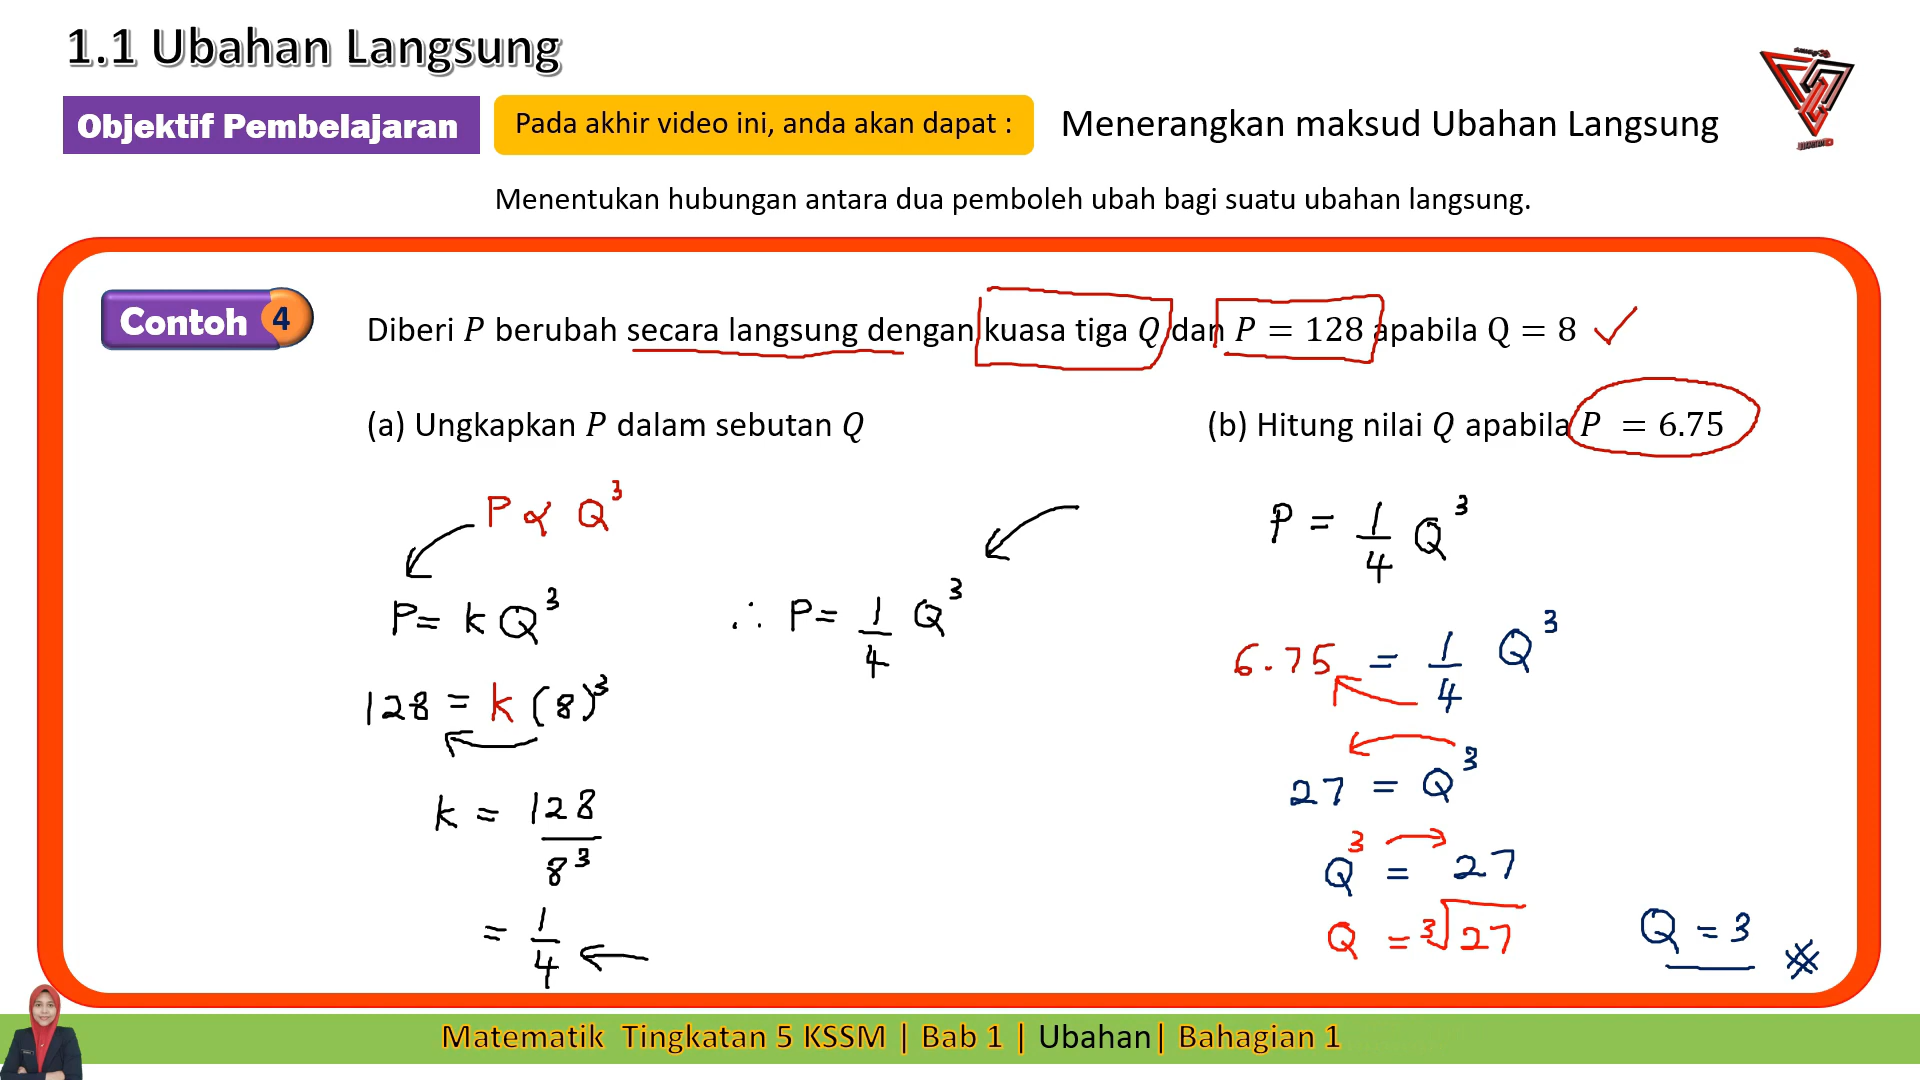 1.1 Ubahan Langsung
Objektif Pembelajaran
Pada akhir video ini, anda akan dapat :
Menerangkan maksud Ubahan Langsung
Menentukan hubungan antara dua pemboleh ubah bagi suatu ubahan langsung.
Contoh 4
Diberi P berubah secara langsung dengan kuasa tiga Q dan P = 128 apabila Q = 8 ✓
(a) Ungkapkan P dalam sebutan Q
P ∝ Q³
P = k Q³
128 = k (8)³
k = 128/8³
= 1/4
∴ P = 1/4 Q³
(b) Hitung nilai Q apabila P = 6.75
P = 1/4 Q³
6.75 = 1/4 Q³
27 = Q³
Q³ = 27
Q = ³√27
Q = 3
Matematik Tingkatan 5 KSSM | Bab 1 | Ubahan | Bahagian 1